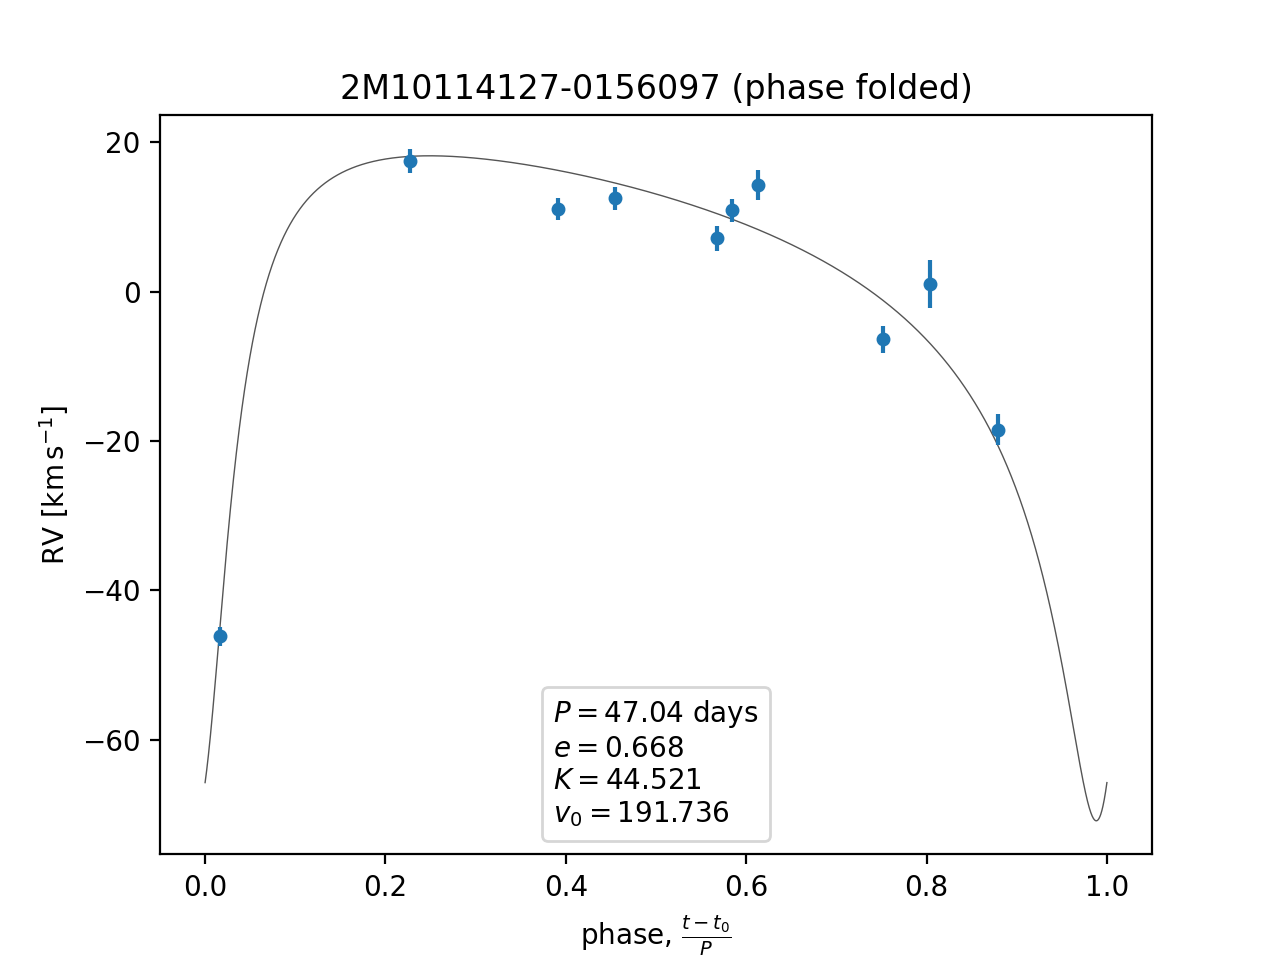 2M10114127-0156097 (phase folded)
20
0
−20
−40
−60
RV [km s⁻¹]
P = 47.04 days
e = 0.668
K = 44.521
v₀ = 191.736
0.0 0.2 0.4 0.6 0.8 1.0
phase, (t − t₀)/P